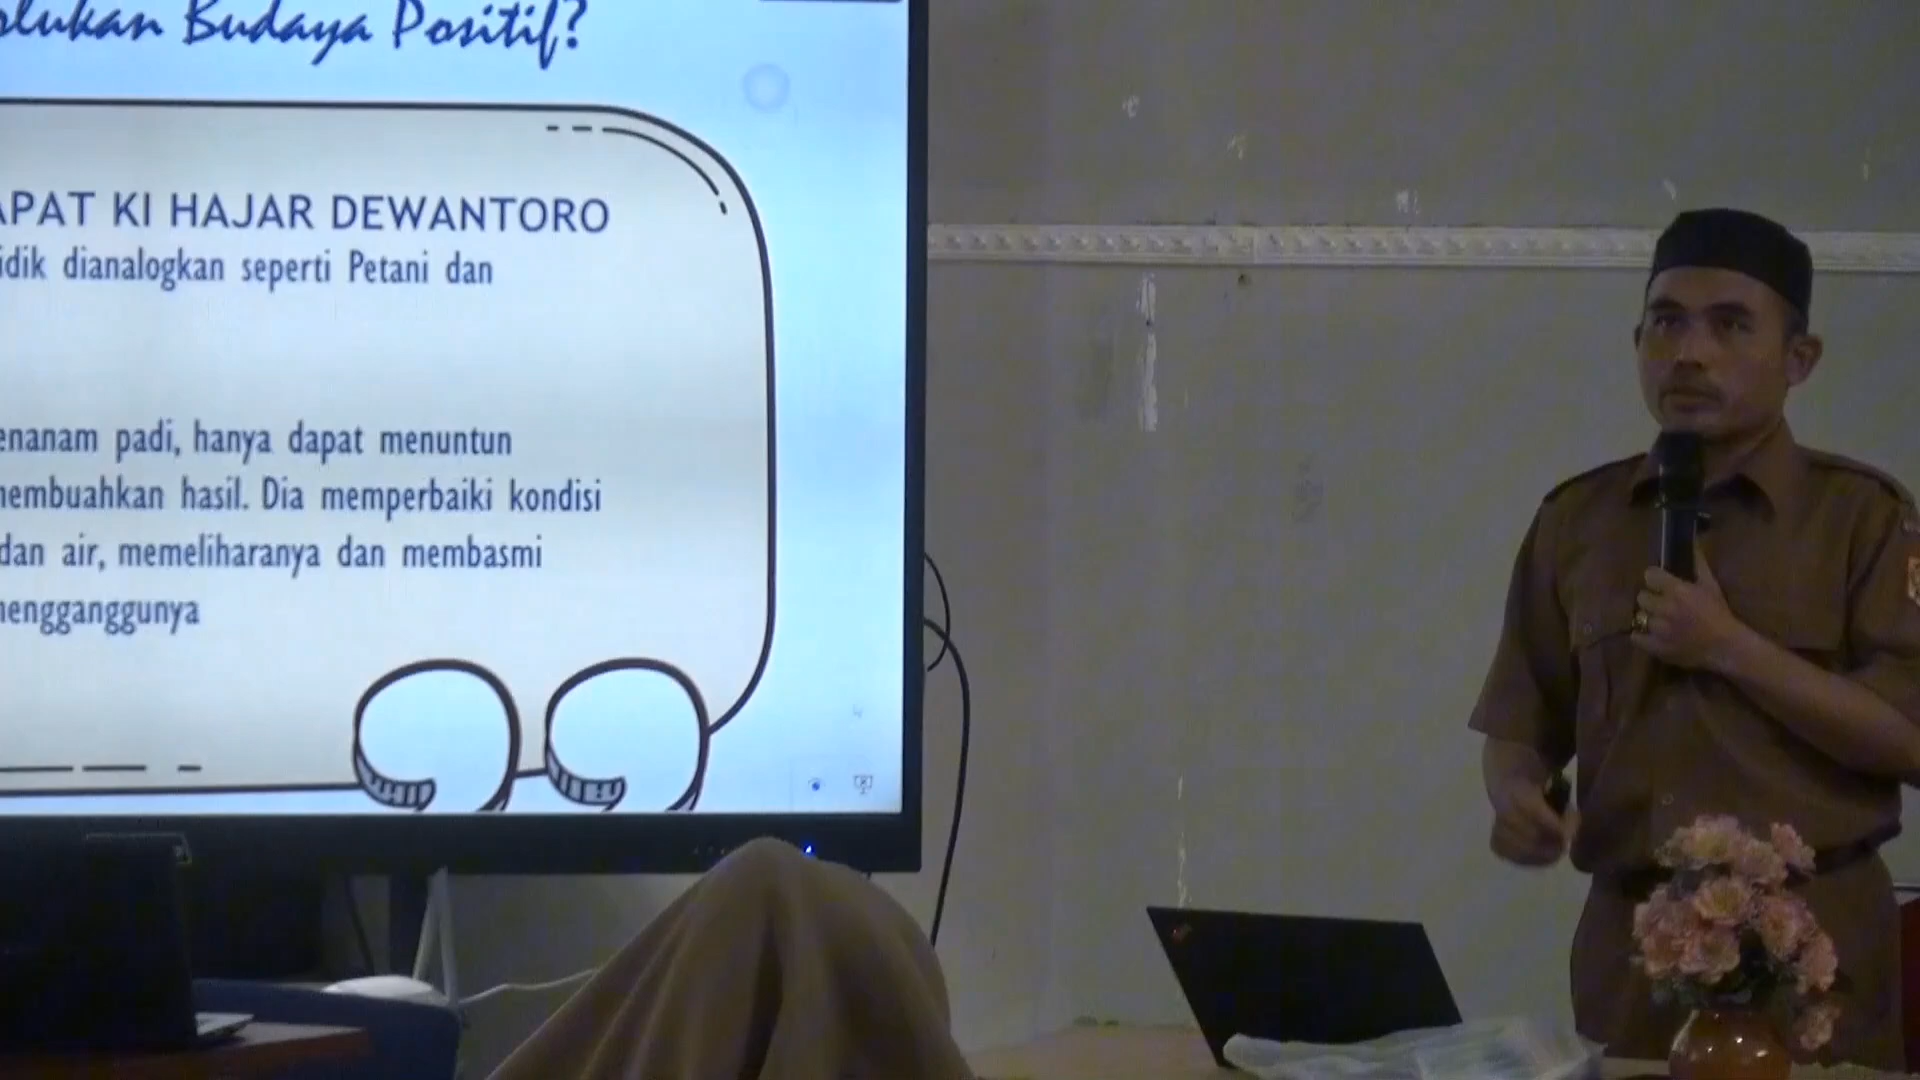 olukan Budaya Positif?
APAT KI HAJAR DEWANTORO
idik dianalogkan seperti Petani dan
enanam padi, hanya dapat menuntun
membuahkan hasil. Dia memperbaiki kondisi
dan air, memeliharanya dan membasmi
mengganggunya